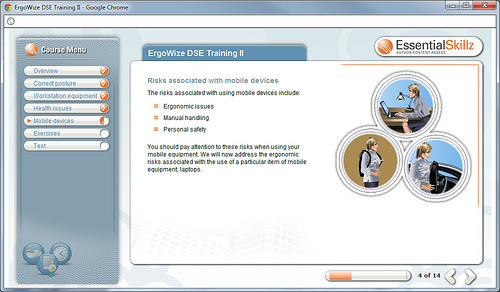 ErgoWize DSE Training II - Google Chrome
Course Menu
Overview
Correct posture
Workstation equipment
Health issues
Mobile devices
Exercises
Test
ErgoWize DSE Training II
EssentialSkillz
AUTHOR CONTENT ASSESS
Risks associated with mobile devices
The risks associated with using mobile devices include:
Ergonomic issues
Manual handling
Personal safety
You should pay attention to these risks when using your
mobile equipment. We will now address the ergonomic
risks associated with the use of a particular item of mobile
equipment; laptops.
4 of 14